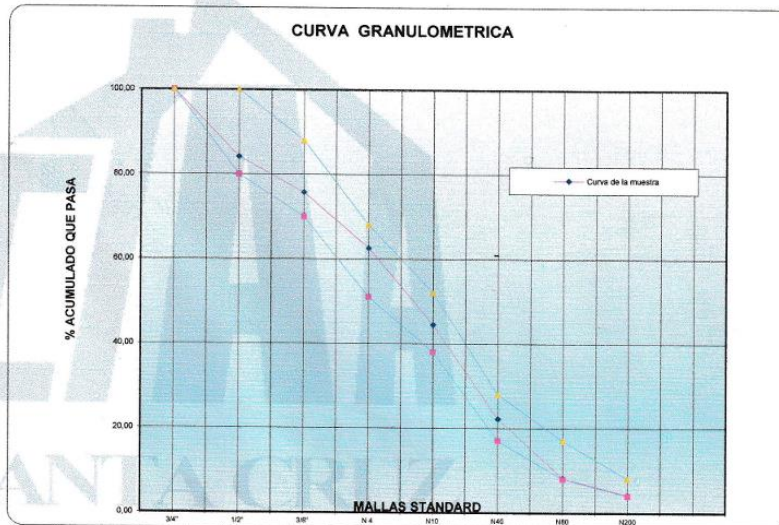 CURVA GRANULOMETRICA
% ACUMULADO QUE PASA
100,00
80,00
60,00
40,00
20,00
0,00
Curva de la muestra
3/4"
1/2"
3/8"
N 4
N10
N40
N80
N200
MALLAS STANDARD
ANTA CRUZ